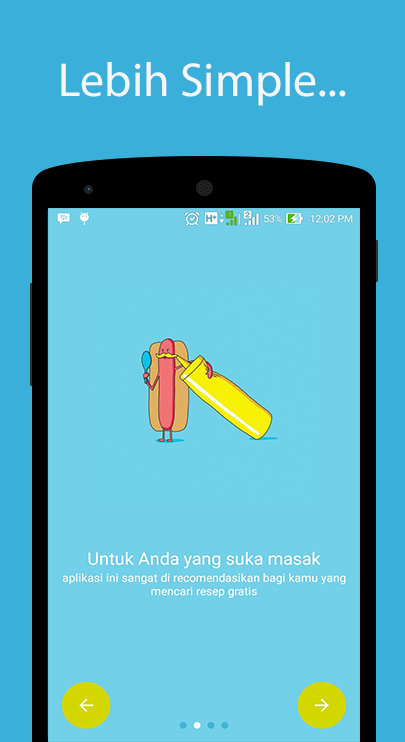 Lebih Simple...
H+ 1 2 53% 12:02 PM
Untuk Anda yang suka masak
aplikasi ini sangat di recomendasikan bagi kamu yang
mencari resep gratis